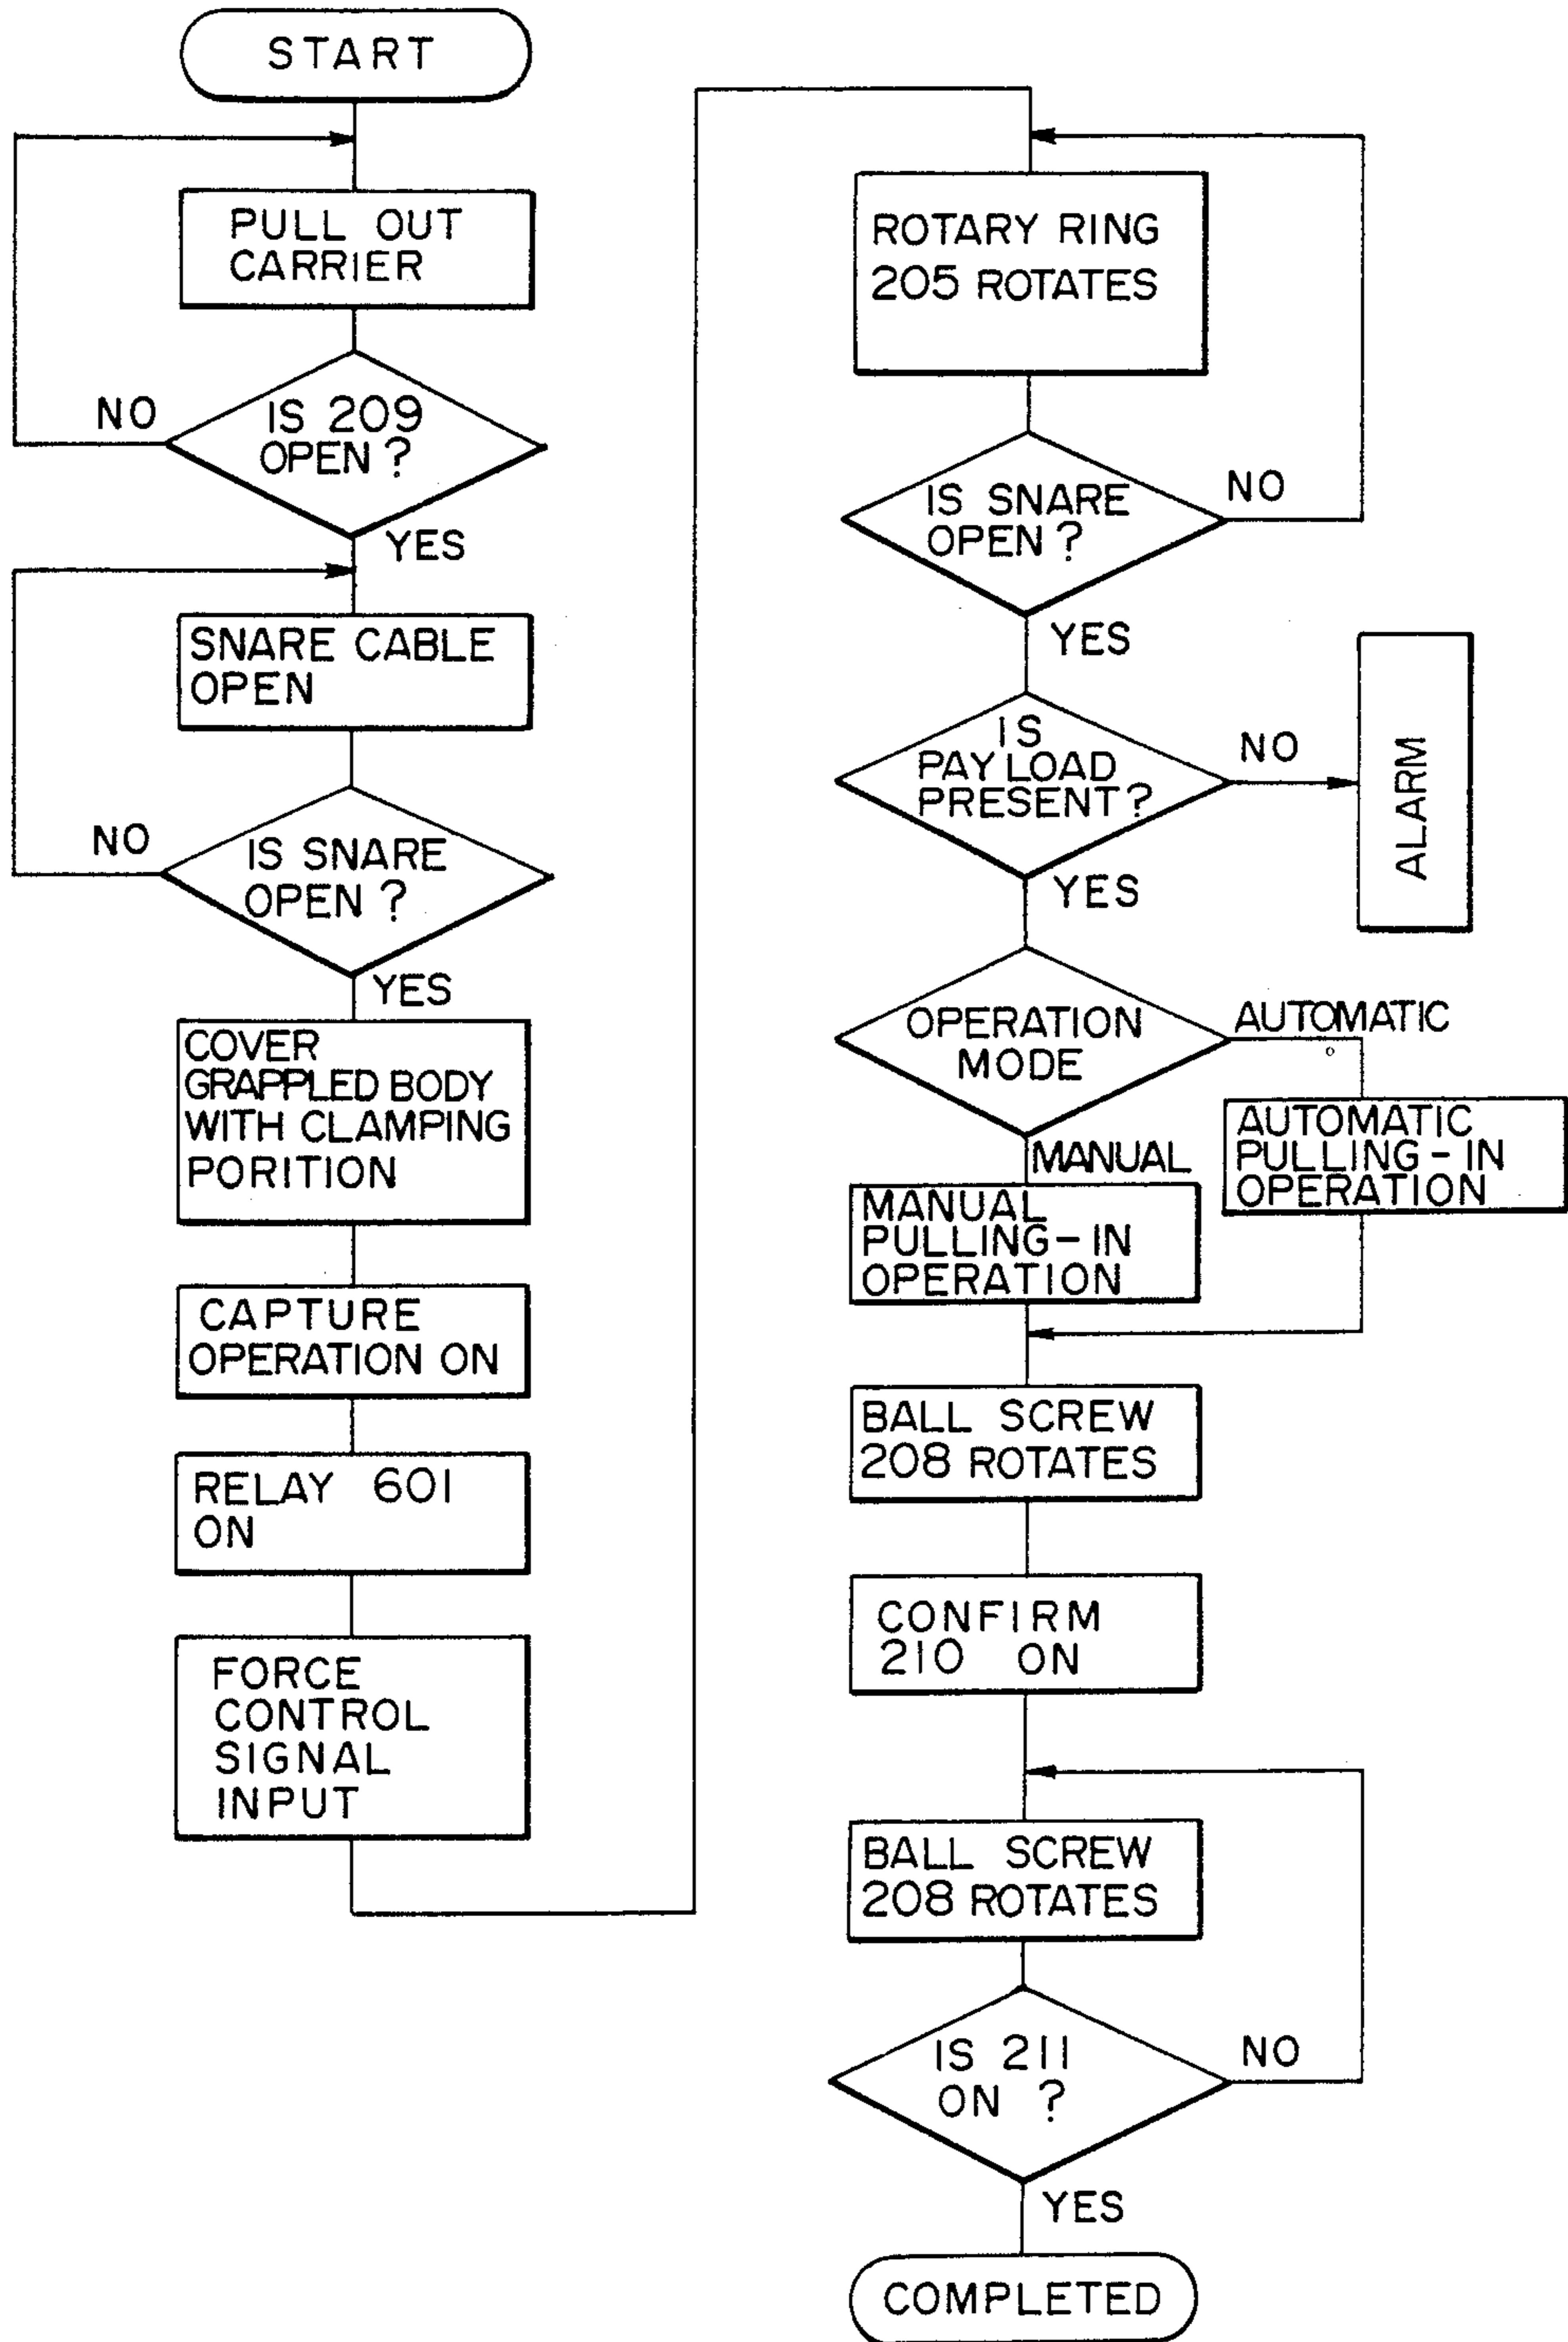 START
PULL OUT
CARRIER
NO
IS 209
OPEN ?
YES
SNARE CABLE
OPEN
NO
IS SNARE
OPEN ?
YES
COVER
GRAPPLED BODY
WITH CLAMPING
PORITION
CAPTURE
OPERATION ON
RELAY 601
ON
FORCE
CONTROL
SIGNAL
INPUT
ROTARY RING
205 ROTATES
IS SNARE
OPEN ?
NO
YES
IS
PAY LOAD
PRESENT ?
NO
ALARM
YES
OPERATION
MODE
AUTOMATIC
AUTOMATIC
PULLING-IN
OPERATION
MANUAL
MANUAL
PULLING-IN
OPERATION
BALL SCREW
208 ROTATES
CONFIRM
210 ON
BALL SCREW
208 ROTATES
IS 211
ON ?
NO
YES
COMPLETED